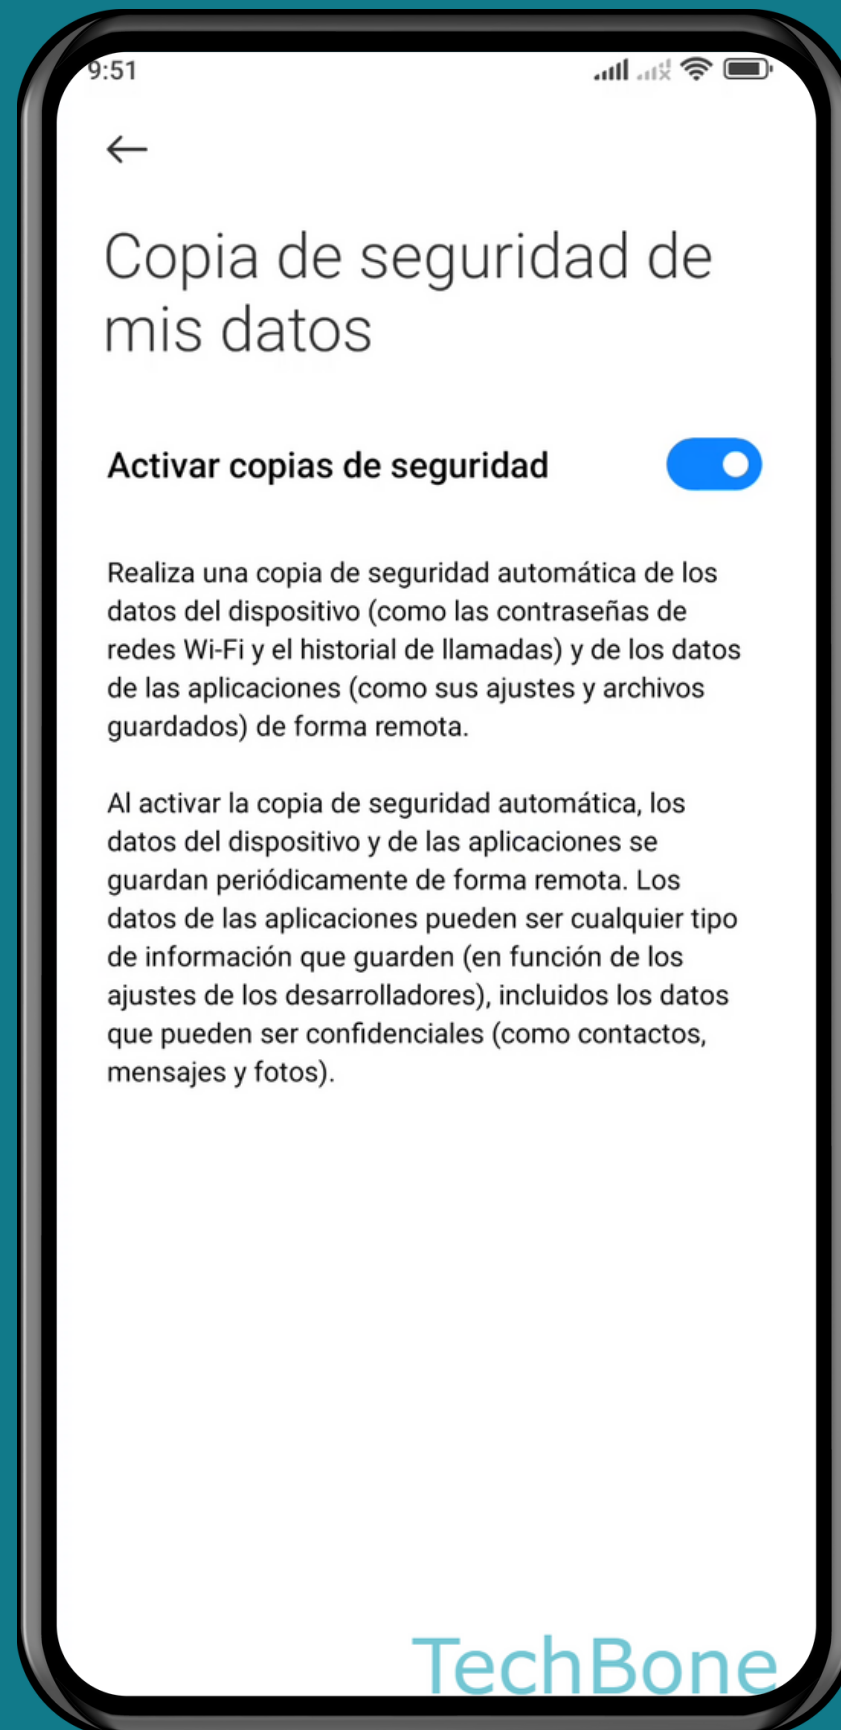 9:51
Copia de seguridad de
mis datos
Activar copias de seguridad
Realiza una copia de seguridad automática de los
datos del dispositivo (como las contraseñas de
redes Wi-Fi y el historial de llamadas) y de los datos
de las aplicaciones (como sus ajustes y archivos
guardados) de forma remota.
Al activar la copia de seguridad automática, los
datos del dispositivo y de las aplicaciones se
guardan periódicamente de forma remota. Los
datos de las aplicaciones pueden ser cualquier tipo
de información que guarden (en función de los
ajustes de los desarrolladores), incluidos los datos
que pueden ser confidenciales (como contactos,
mensajes y fotos).
TechBone